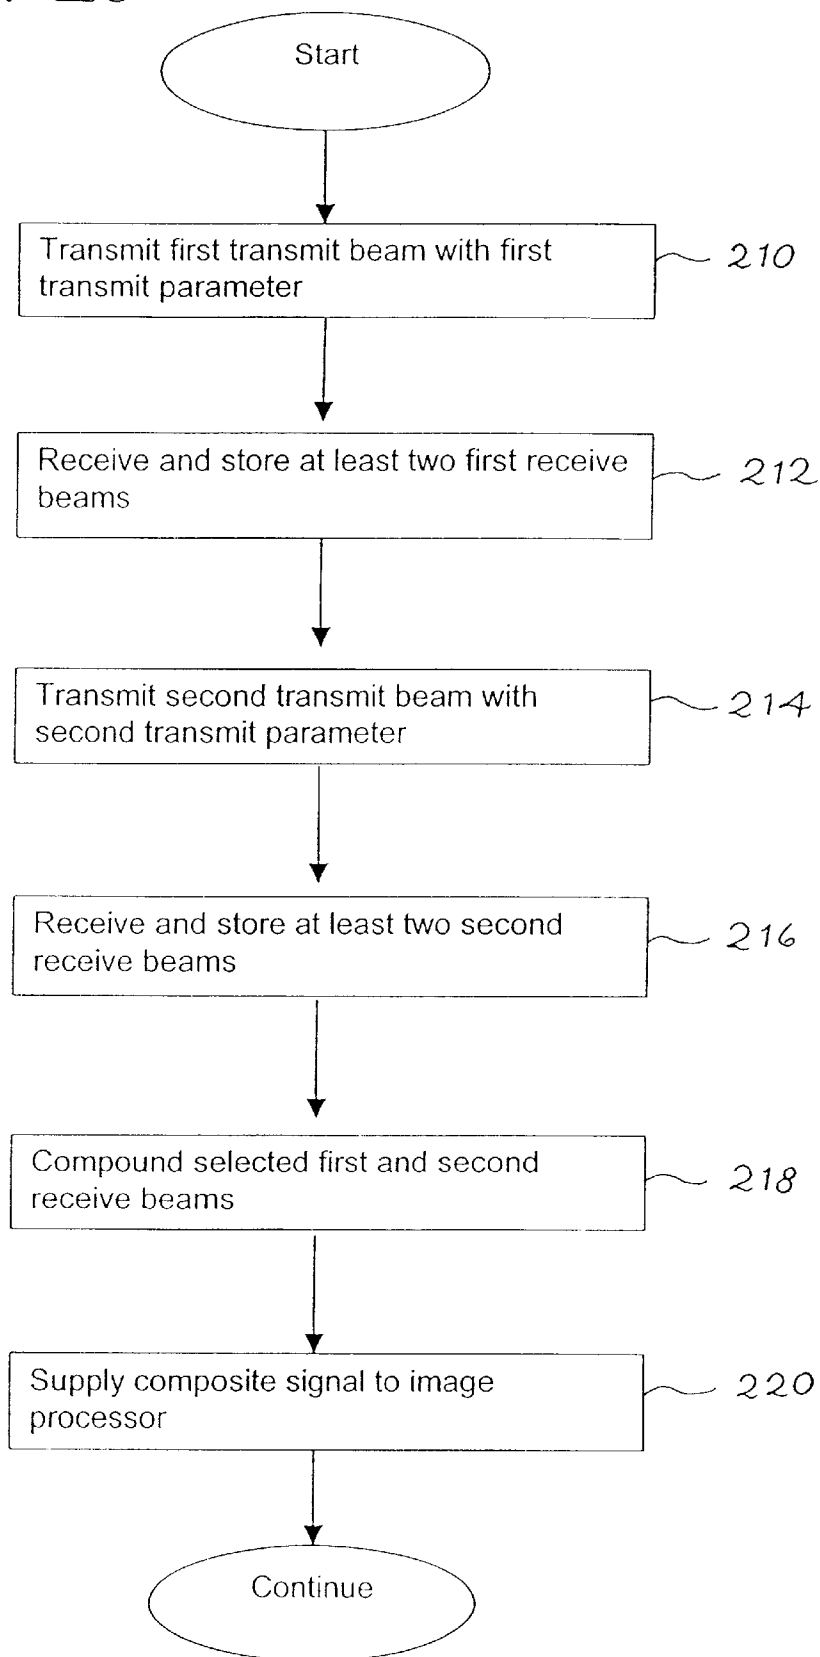 Start
Transmit first transmit beam with first
transmit parameter
210
Receive and store at least two first receive
beams
212
Transmit second transmit beam with
second transmit parameter
214
Receive and store at least two second
receive beams
216
Compound selected first and second
receive beams
218
Supply composite signal to image
processor
220
Continue